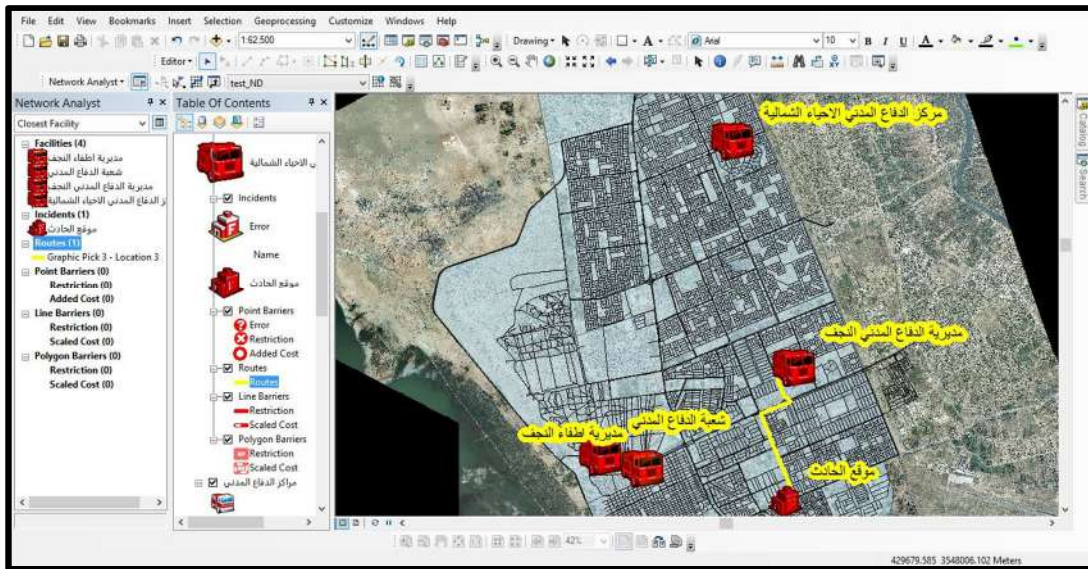 File Edit View Bookmarks Insert Selection Geoprocessing Customize Windows Help
1:62,500 Drawing Arial 10 B I U A
Editor
Network Analyst test_ND
Network Analyst
Closest Facility
Facilities (4)
مديرية اطفاء النجف
شعبة الدفاع المدني
مديرية الدفاع المدني النجف
ز الدفاع المدني الاحياء الشمالية
Incidents (1)
موقع الحادث
Routes (1)
Graphic Pick 3 - Location 3
Point Barriers (0)
Restriction (0)
Added Cost (0)
Line Barriers (0)
Restriction (0)
Scaled Cost (0)
Polygon Barriers (0)
Restriction (0)
Scaled Cost (0)
Table Of Contents
ي الاحياء الشمالية
Incidents
Error
Name
موقع الحادث
Point Barriers
Error
Restriction
Added Cost
Routes
Routes
Line Barriers
Restriction
Scaled Cost
Polygon Barriers
Restriction
Scaled Cost
مراكز الدفاع المدني
مركز الدفاع المدني الاحياء الشمالية
مديرية الدفاع المدني النجف
شعبة الدفاع المدني
مديرية اطفاء النجف
موقع الحادث
Catalog
Search
42%
429679.585 3548006.102 Meters